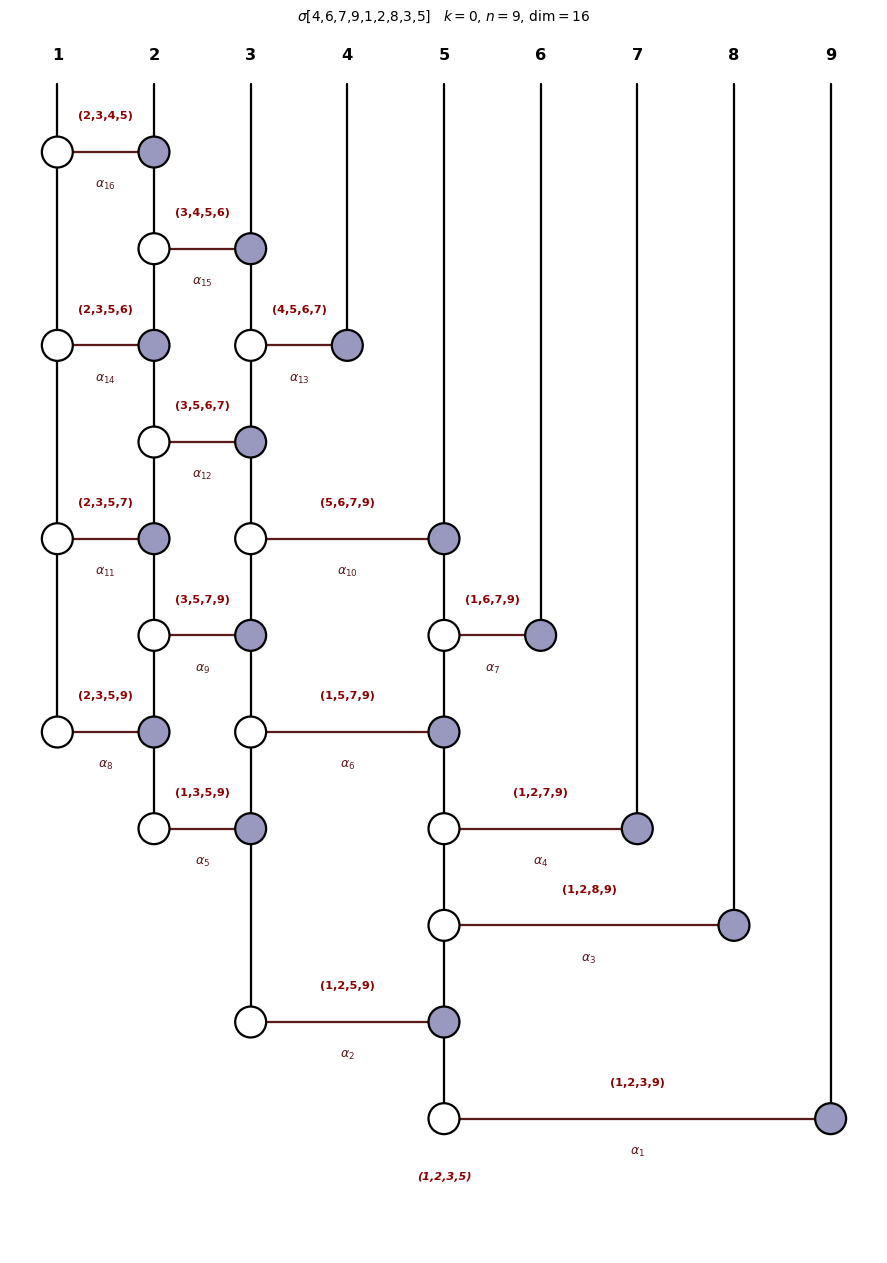 σ[4,6,7,9,1,2,8,3,5] k=0, n=9, dim=16
1 2 3 4 5 6 7 8 9
(2,3,4,5)
α₁₆
(3,4,5,6)
α₁₅
(2,3,5,6) (4,5,6,7)
α₁₄ α₁₃
(3,5,6,7)
α₁₂
(2,3,5,7) (5,6,7,9)
α₁₁ α₁₀
(3,5,7,9) (1,6,7,9)
α₉ α₇
(2,3,5,9) (1,5,7,9)
α₈ α₆
(1,3,5,9) (1,2,7,9)
α₅ α₄
(1,2,8,9)
α₃
(1,2,5,9)
α₂
(1,2,3,9)
α₁
(1,2,3,5)